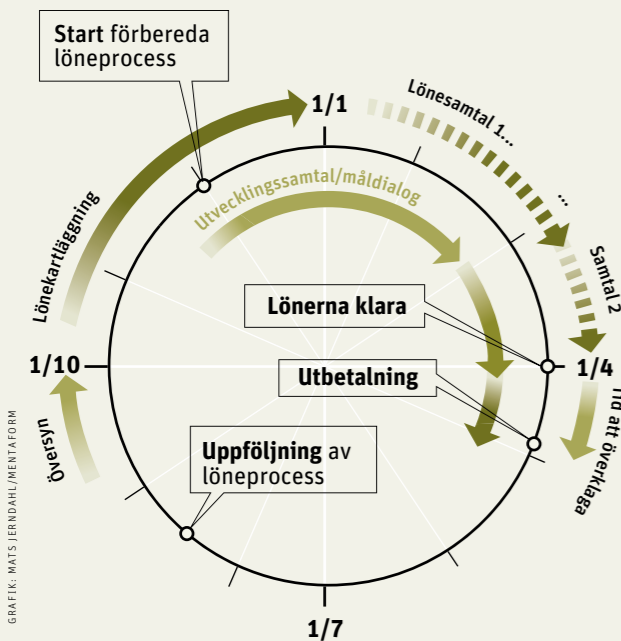 Start förbereda
löneprocess
1/1
Lönesamtal 1...
...
Samtal 2
Lönekartläggning
Utvecklingssamtal/måldialog
Lönerna klara
1/10
1/4
Utbetalning
Tid att överklaga
Översyn
Uppföljning av
löneprocess
1/7
GRAFIK: MATS JERNDAHL/MENTAFORM